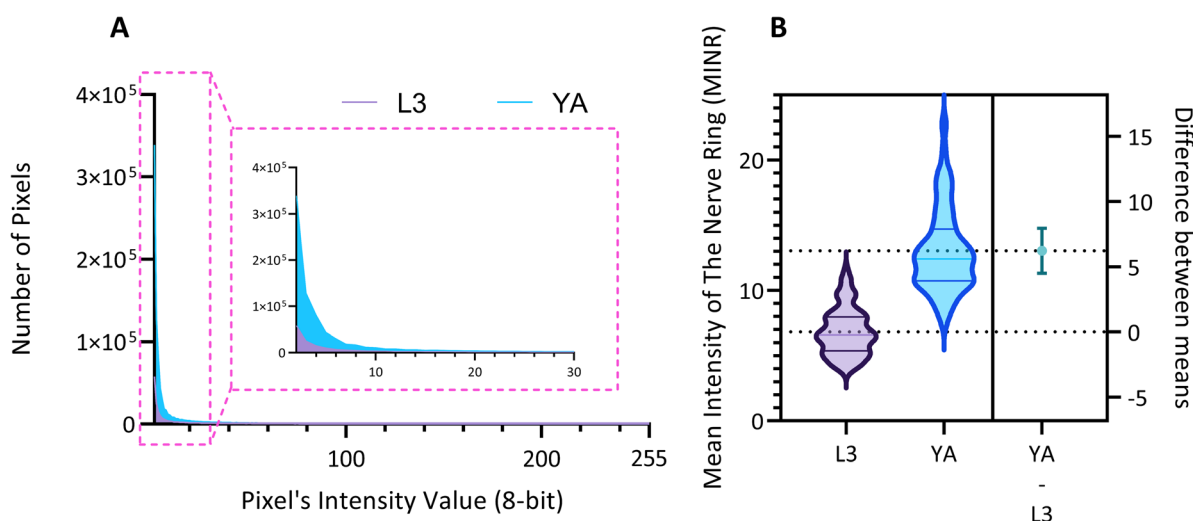 A
L3
YA
Number of Pixels
4×10⁵
3×10⁵
2×10⁵
1×10⁵
0
4×10⁵
3×10⁵
2×10⁵
1×10⁵
0
10
20
30
100
200
255
Pixel's Intensity Value (8-bit)
B
Mean Intensity of The Nerve Ring (MINR)
20
10
0
15
10
5
0
-5
Difference between means
L3
YA
YA
-
L3